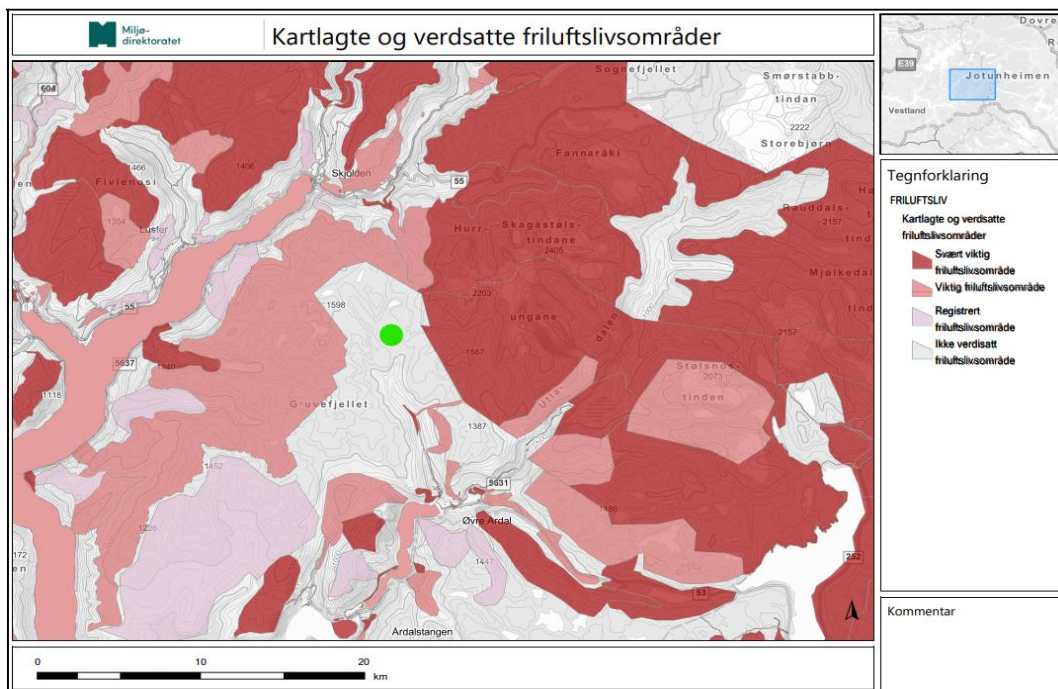 Miljø-
direktoratet
Kartlagte og verdsatte friluftslivsområder
Dovre
E39
Jotunheimen
Vestland
Sognefjellet
Smørstabb-
tindan
2222
Storebjørn
604
1466
1406
Fivlenosi
Skjolden
55
Fannaråki
1354
Luster
Hurr-
Skagastøls-
tindane
2405
Rauddals-
2157
tind
Mjølkedal
55
1598
2203
ungane
dalen
2157
5637
1567
1118
Stølsnos-
2073
tinden
Utla-
Gruvefjellet
1387
1452
5631
1226
Øvre Årdal
1486
172
1447
53
252
Årdalstangen
Tegnforklaring
FRILUFTSLIV
Kartlagte og verdsatte
friluftslivsområder
Svært viktig
friluftslivsområde
Viktig friluftslivsområde
Registrert
friluftslivsområde
Ikke verdisatt
friluftslivsområde
Kommentar
0 10 20
km